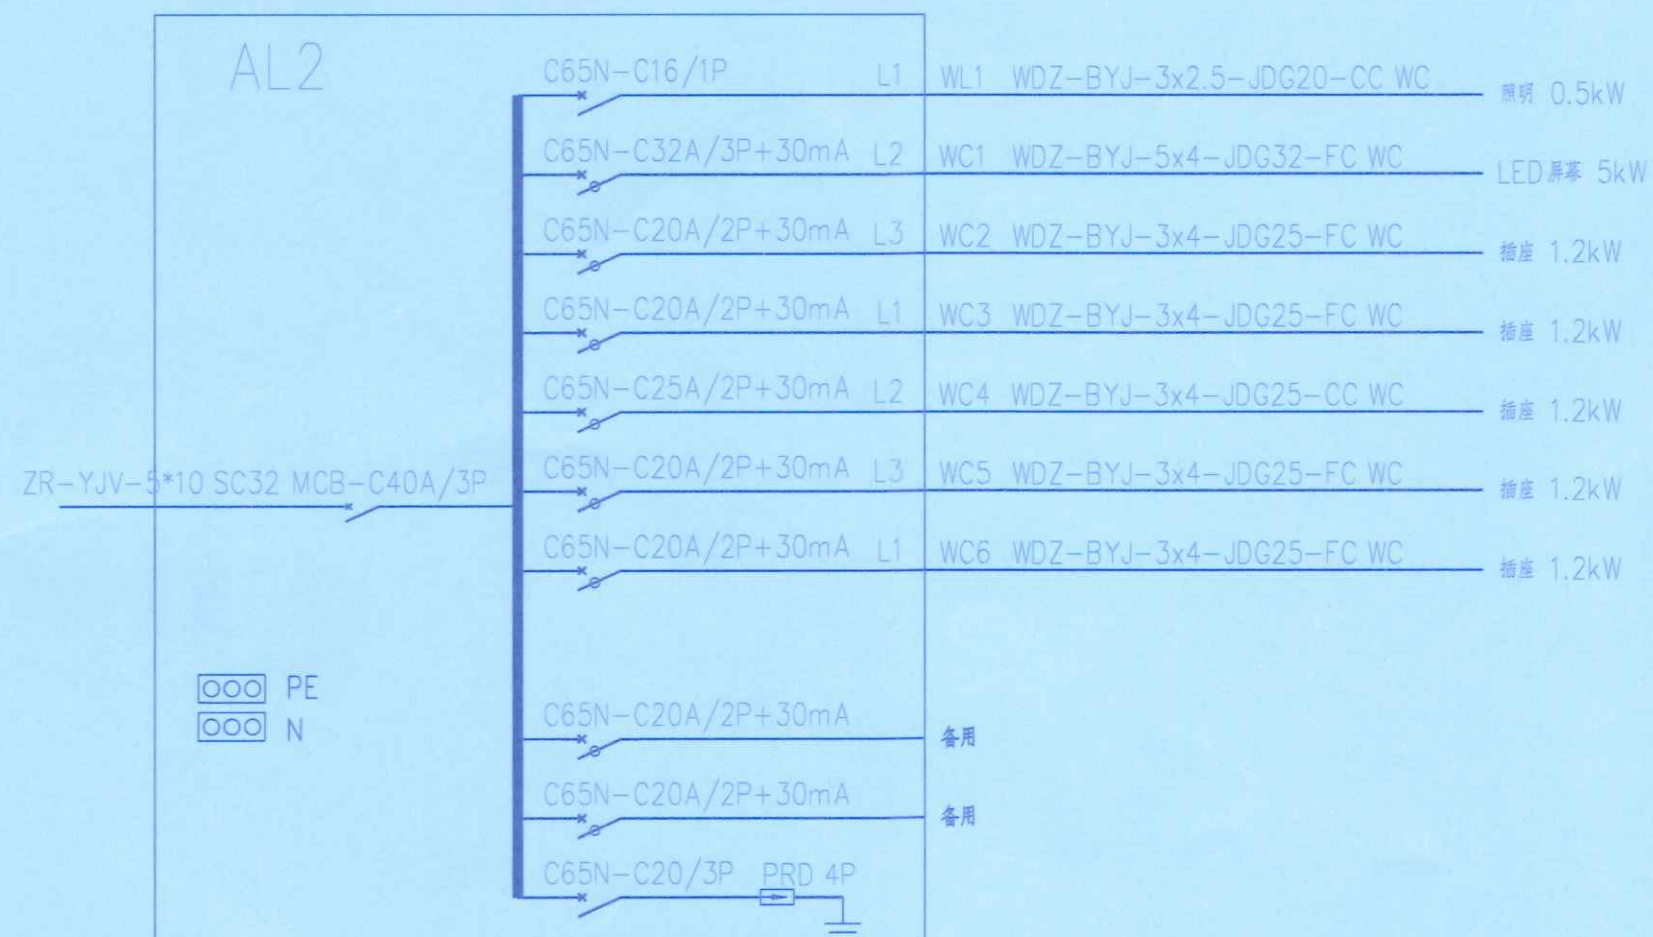 AL2
C65N-C16/1P L1 WL1 WDZ-BYJ-3x2.5-JDG20-CC WC 照明 0.5kW
C65N-C32A/3P+30mA L2 WC1 WDZ-BYJ-5x4-JDG32-FC WC LED屏幕 5kW
C65N-C20A/2P+30mA L3 WC2 WDZ-BYJ-3x4-JDG25-FC WC 插座 1.2kW
C65N-C20A/2P+30mA L1 WC3 WDZ-BYJ-3x4-JDG25-FC WC 插座 1.2kW
C65N-C25A/2P+30mA L2 WC4 WDZ-BYJ-3x4-JDG25-CC WC 插座 1.2kW
ZR-YJV-5*10 SC32 MCB-C40A/3P
C65N-C20A/2P+30mA L3 WC5 WDZ-BYJ-3x4-JDG25-FC WC 插座 1.2kW
C65N-C20A/2P+30mA L1 WC6 WDZ-BYJ-3x4-JDG25-FC WC 插座 1.2kW
PE
N
C65N-C20A/2P+30mA 备用
C65N-C20A/2P+30mA 备用
C65N-C20/3P PRD 4P